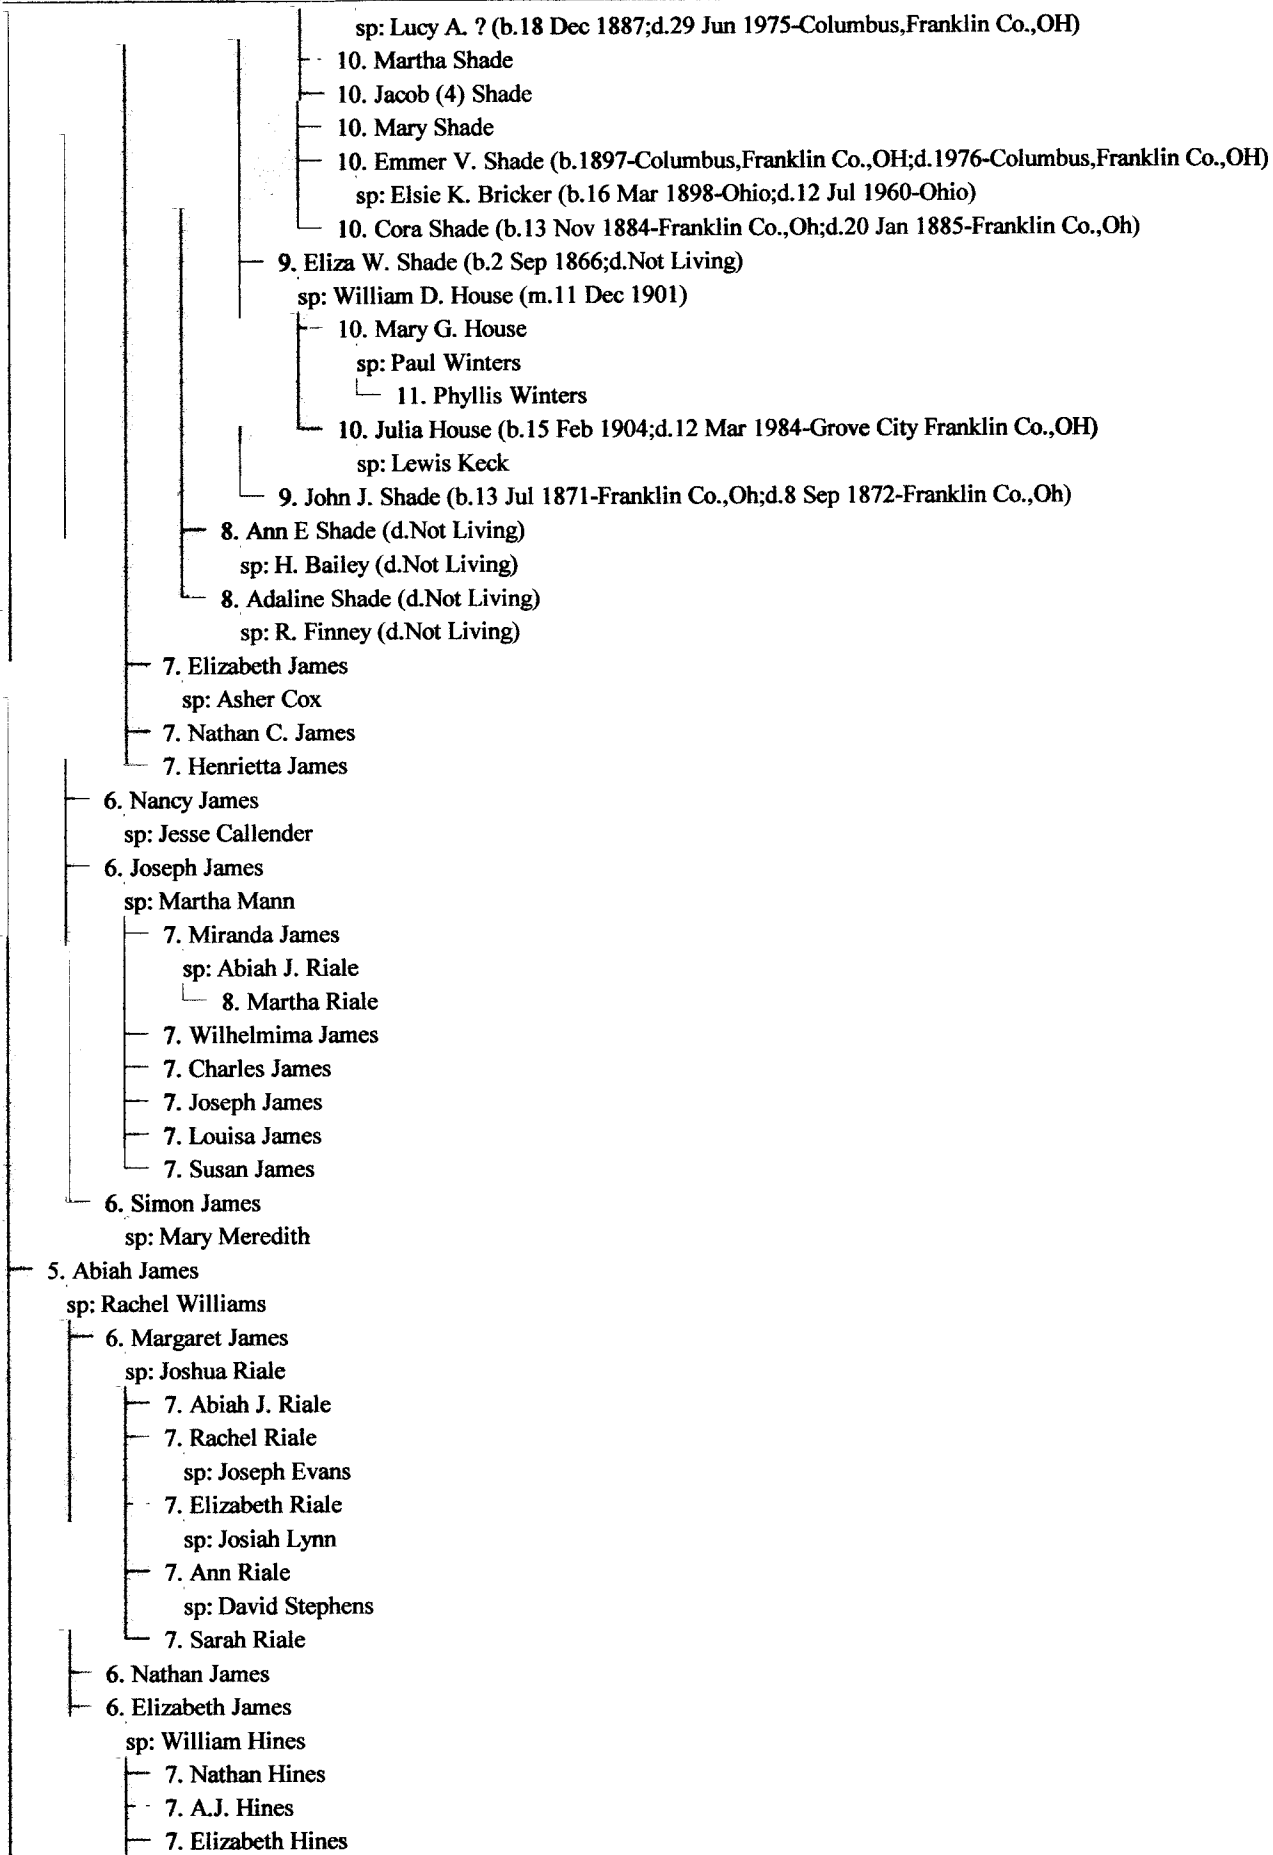 sp: Lucy A. ? (b.18 Dec 1887;d.29 Jun 1975-Columbus,Franklin Co.,OH)
10. Martha Shade
10. Jacob (4) Shade
10. Mary Shade
10. Emmer V. Shade (b.1897-Columbus,Franklin Co.,OH;d.1976-Columbus,Franklin Co.,OH)
sp: Elsie K. Bricker (b.16 Mar 1898-Ohio;d.12 Jul 1960-Ohio)
10. Cora Shade (b.13 Nov 1884-Franklin Co.,Oh;d.20 Jan 1885-Franklin Co.,Oh)
9. Eliza W. Shade (b.2 Sep 1866;d.Not Living)
sp: William D. House (m.11 Dec 1901)
10. Mary G. House
sp: Paul Winters
11. Phyllis Winters
10. Julia House (b.15 Feb 1904;d.12 Mar 1984-Grove City Franklin Co.,OH)
sp: Lewis Keck
9. John J. Shade (b.13 Jul 1871-Franklin Co.,Oh;d.8 Sep 1872-Franklin Co.,Oh)
8. Ann E Shade (d.Not Living)
sp: H. Bailey (d.Not Living)
8. Adaline Shade (d.Not Living)
sp: R. Finney (d.Not Living)
7. Elizabeth James
sp: Asher Cox
7. Nathan C. James
7. Henrietta James
6. Nancy James
sp: Jesse Callender
6. Joseph James
sp: Martha Mann
7. Miranda James
sp: Abiah J. Riale
8. Martha Riale
7. Wilhelmima James
7. Charles James
7. Joseph James
7. Louisa James
7. Susan James
6. Simon James
sp: Mary Meredith
5. Abiah James
sp: Rachel Williams
6. Margaret James
sp: Joshua Riale
7. Abiah J. Riale
7. Rachel Riale
sp: Joseph Evans
7. Elizabeth Riale
sp: Josiah Lynn
7. Ann Riale
sp: David Stephens
7. Sarah Riale
6. Nathan James
6. Elizabeth James
sp: William Hines
7. Nathan Hines
7. A.J. Hines
7. Elizabeth Hines